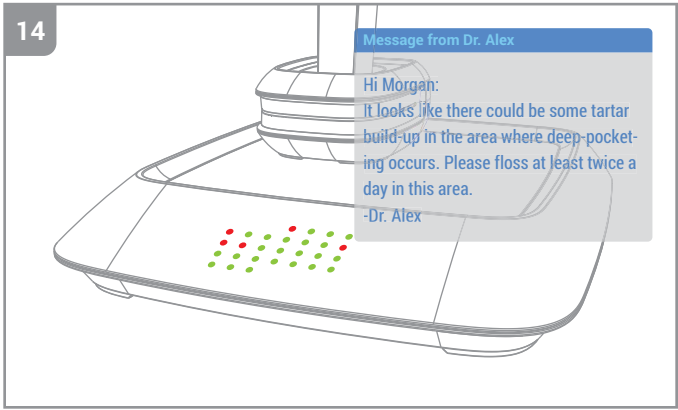 14
Message from Dr. Alex
Hi Morgan:
It looks like there could be some tartar
build-up in the area where deep-pocket-
ing occurs. Please floss at least twice a
day in this area.
-Dr. Alex